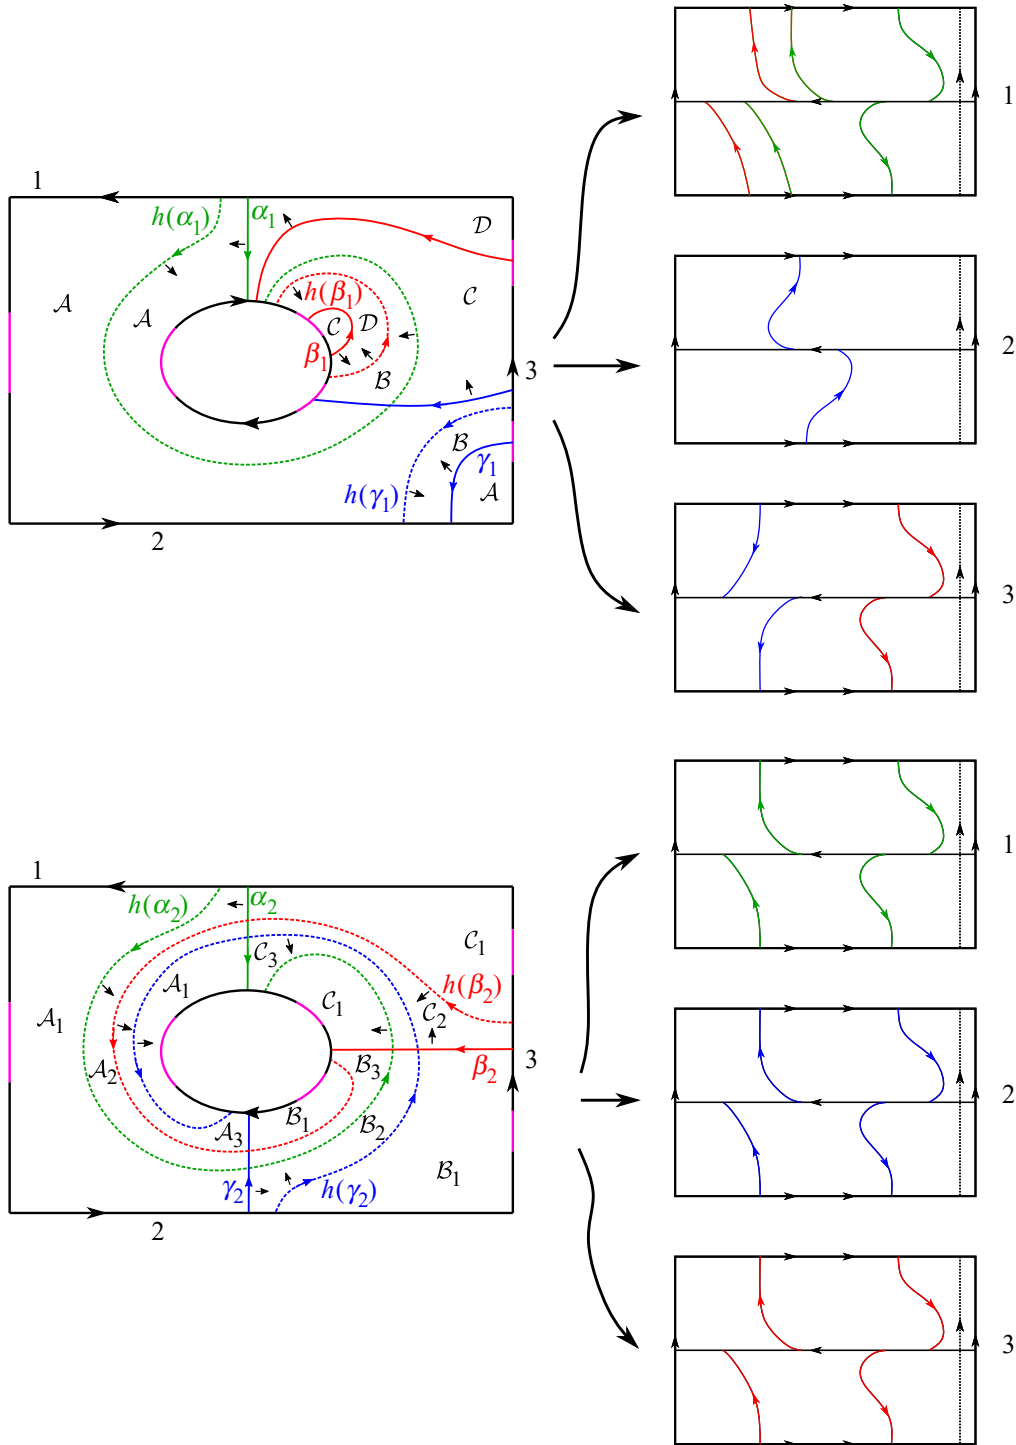 1
h(α₁)
α₁
𝒟
𝒜
𝒜
𝒞
h(β₁)
𝒞
𝒟
β₁
ℬ
3
ℬ
γ₁
h(γ₁)
𝒜
2
1
2
3
1
h(α₂)
α₂
𝒞₁
𝒞₃
𝒜₁
𝒞₁
h(β₂)
𝒞₂
𝒜₁
3
𝒜₂
ℬ₃
β₂
ℬ₁
𝒜₃
ℬ₂
γ₂
h(γ₂)
ℬ₁
2
1
2
3